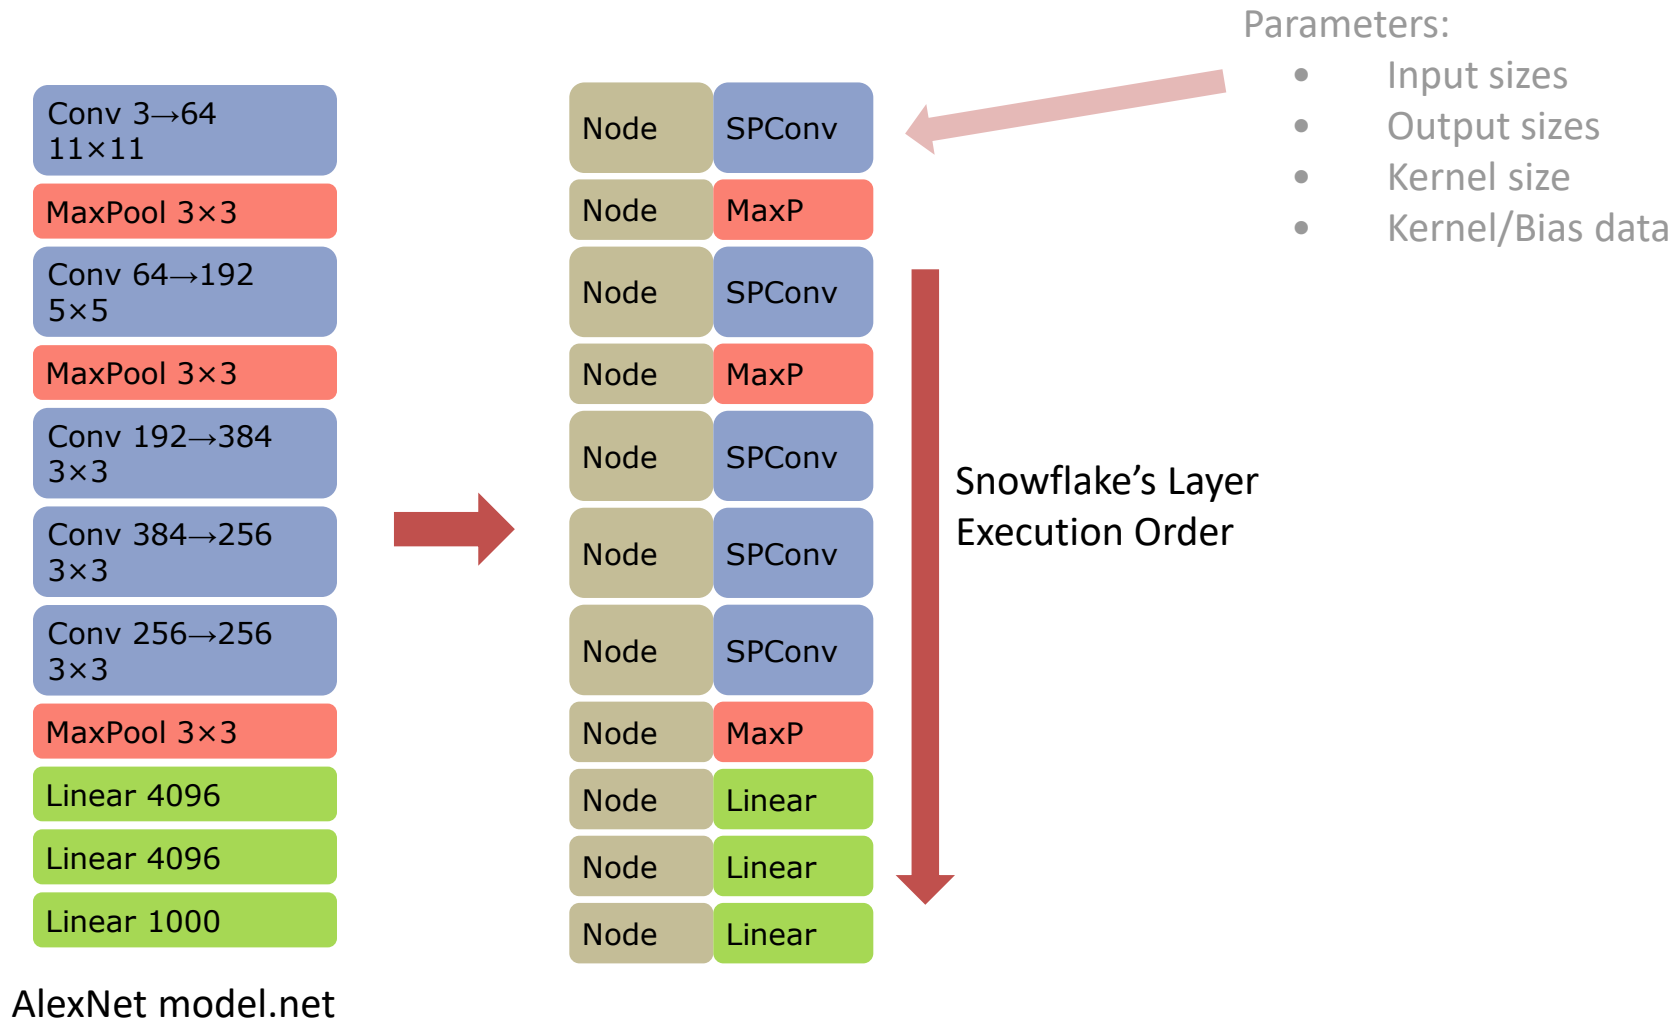 Parameters:
• Input sizes
• Output sizes
• Kernel size
• Kernel/Bias data
Conv 3→64
11×11
MaxPool 3×3
Conv 64→192
5×5
MaxPool 3×3
Conv 192→384
3×3
Conv 384→256
3×3
Conv 256→256
3×3
MaxPool 3×3
Linear 4096
Linear 4096
Linear 1000
AlexNet model.net
Node SPConv
Node MaxP
Node SPConv
Node MaxP
Node SPConv
Node SPConv
Node SPConv
Node MaxP
Node Linear
Node Linear
Node Linear
Snowflake’s Layer
Execution Order